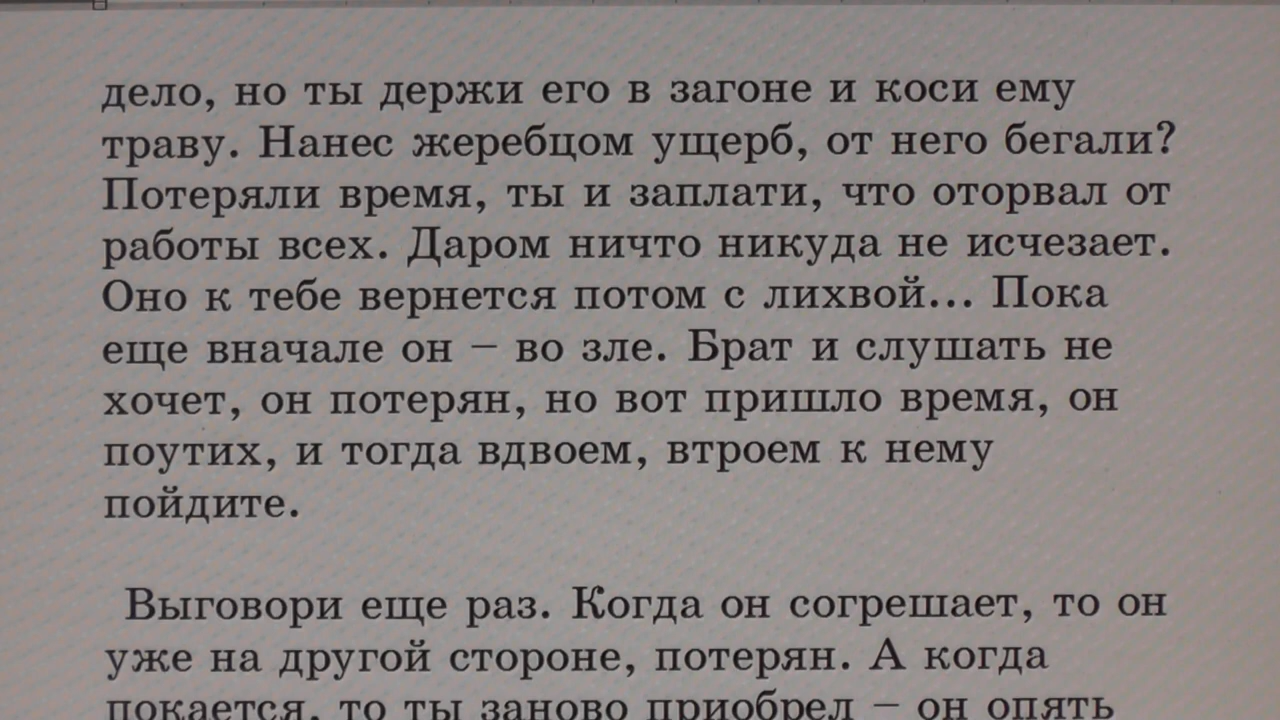 дело, но ты держи его в загоне и коси ему
траву. Нанес жеребцом ущерб, от него бегали?
Потеряли время, ты и заплати, что оторвал от
работы всех. Даром ничто никуда не исчезает.
Оно к тебе вернется потом с лихвой... Пока
еще вначале он – во зле. Брат и слушать не
хочет, он потерян, но вот пришло время, он
поутих, и тогда вдвоем, втроем к нему
пойдите.
Выговори еще раз. Когда он согрешает, то он
уже на другой стороне, потерян. А когда
покается, то ты заново приобрел – он опять